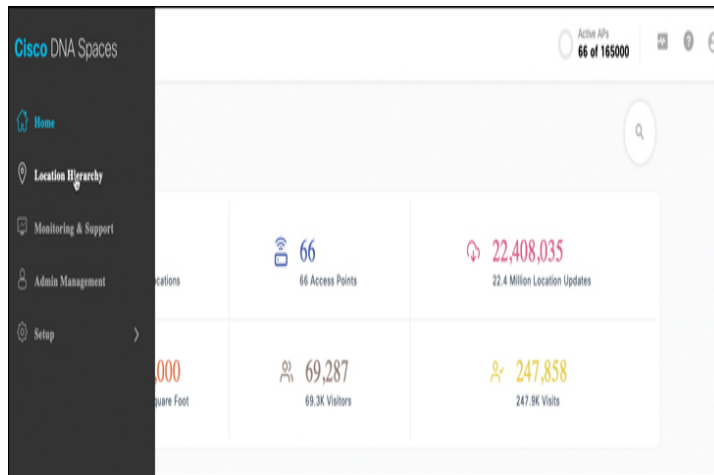 Cisco DNA Spaces
Active APs
66 of 165000
Home
Location Hierarchy
Monitoring & Support
Admin Management
Setup
66
66 Access Points
22,408,035
22.4 Million Location Updates
,000
69,287
69.3K Visitors
247,858
247.9K Visits